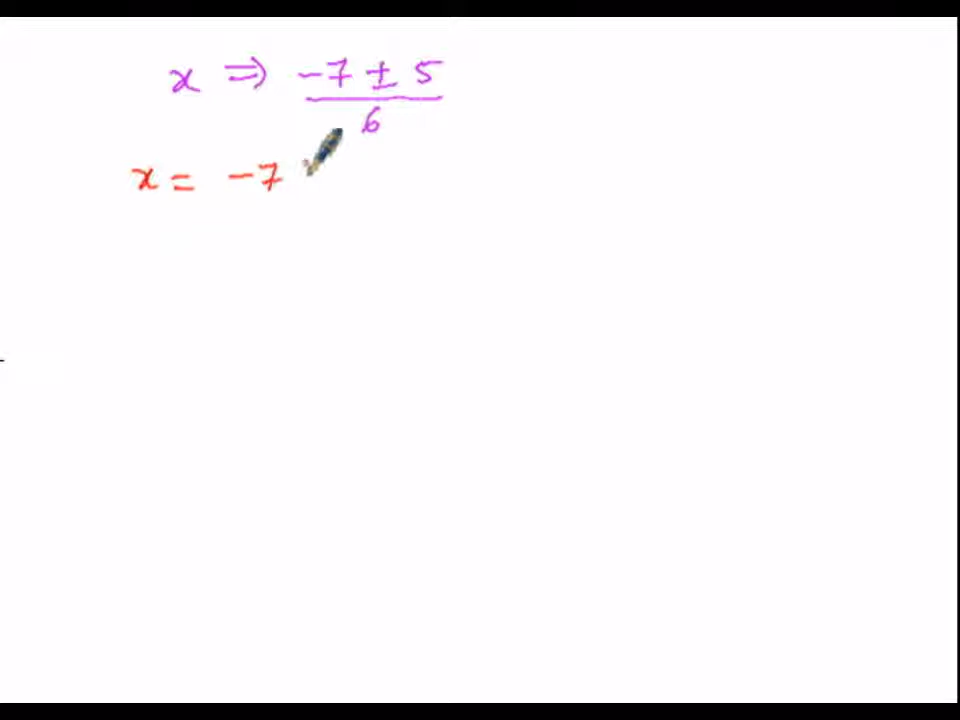 x ⇒ -7 ± 5
6
x = -7